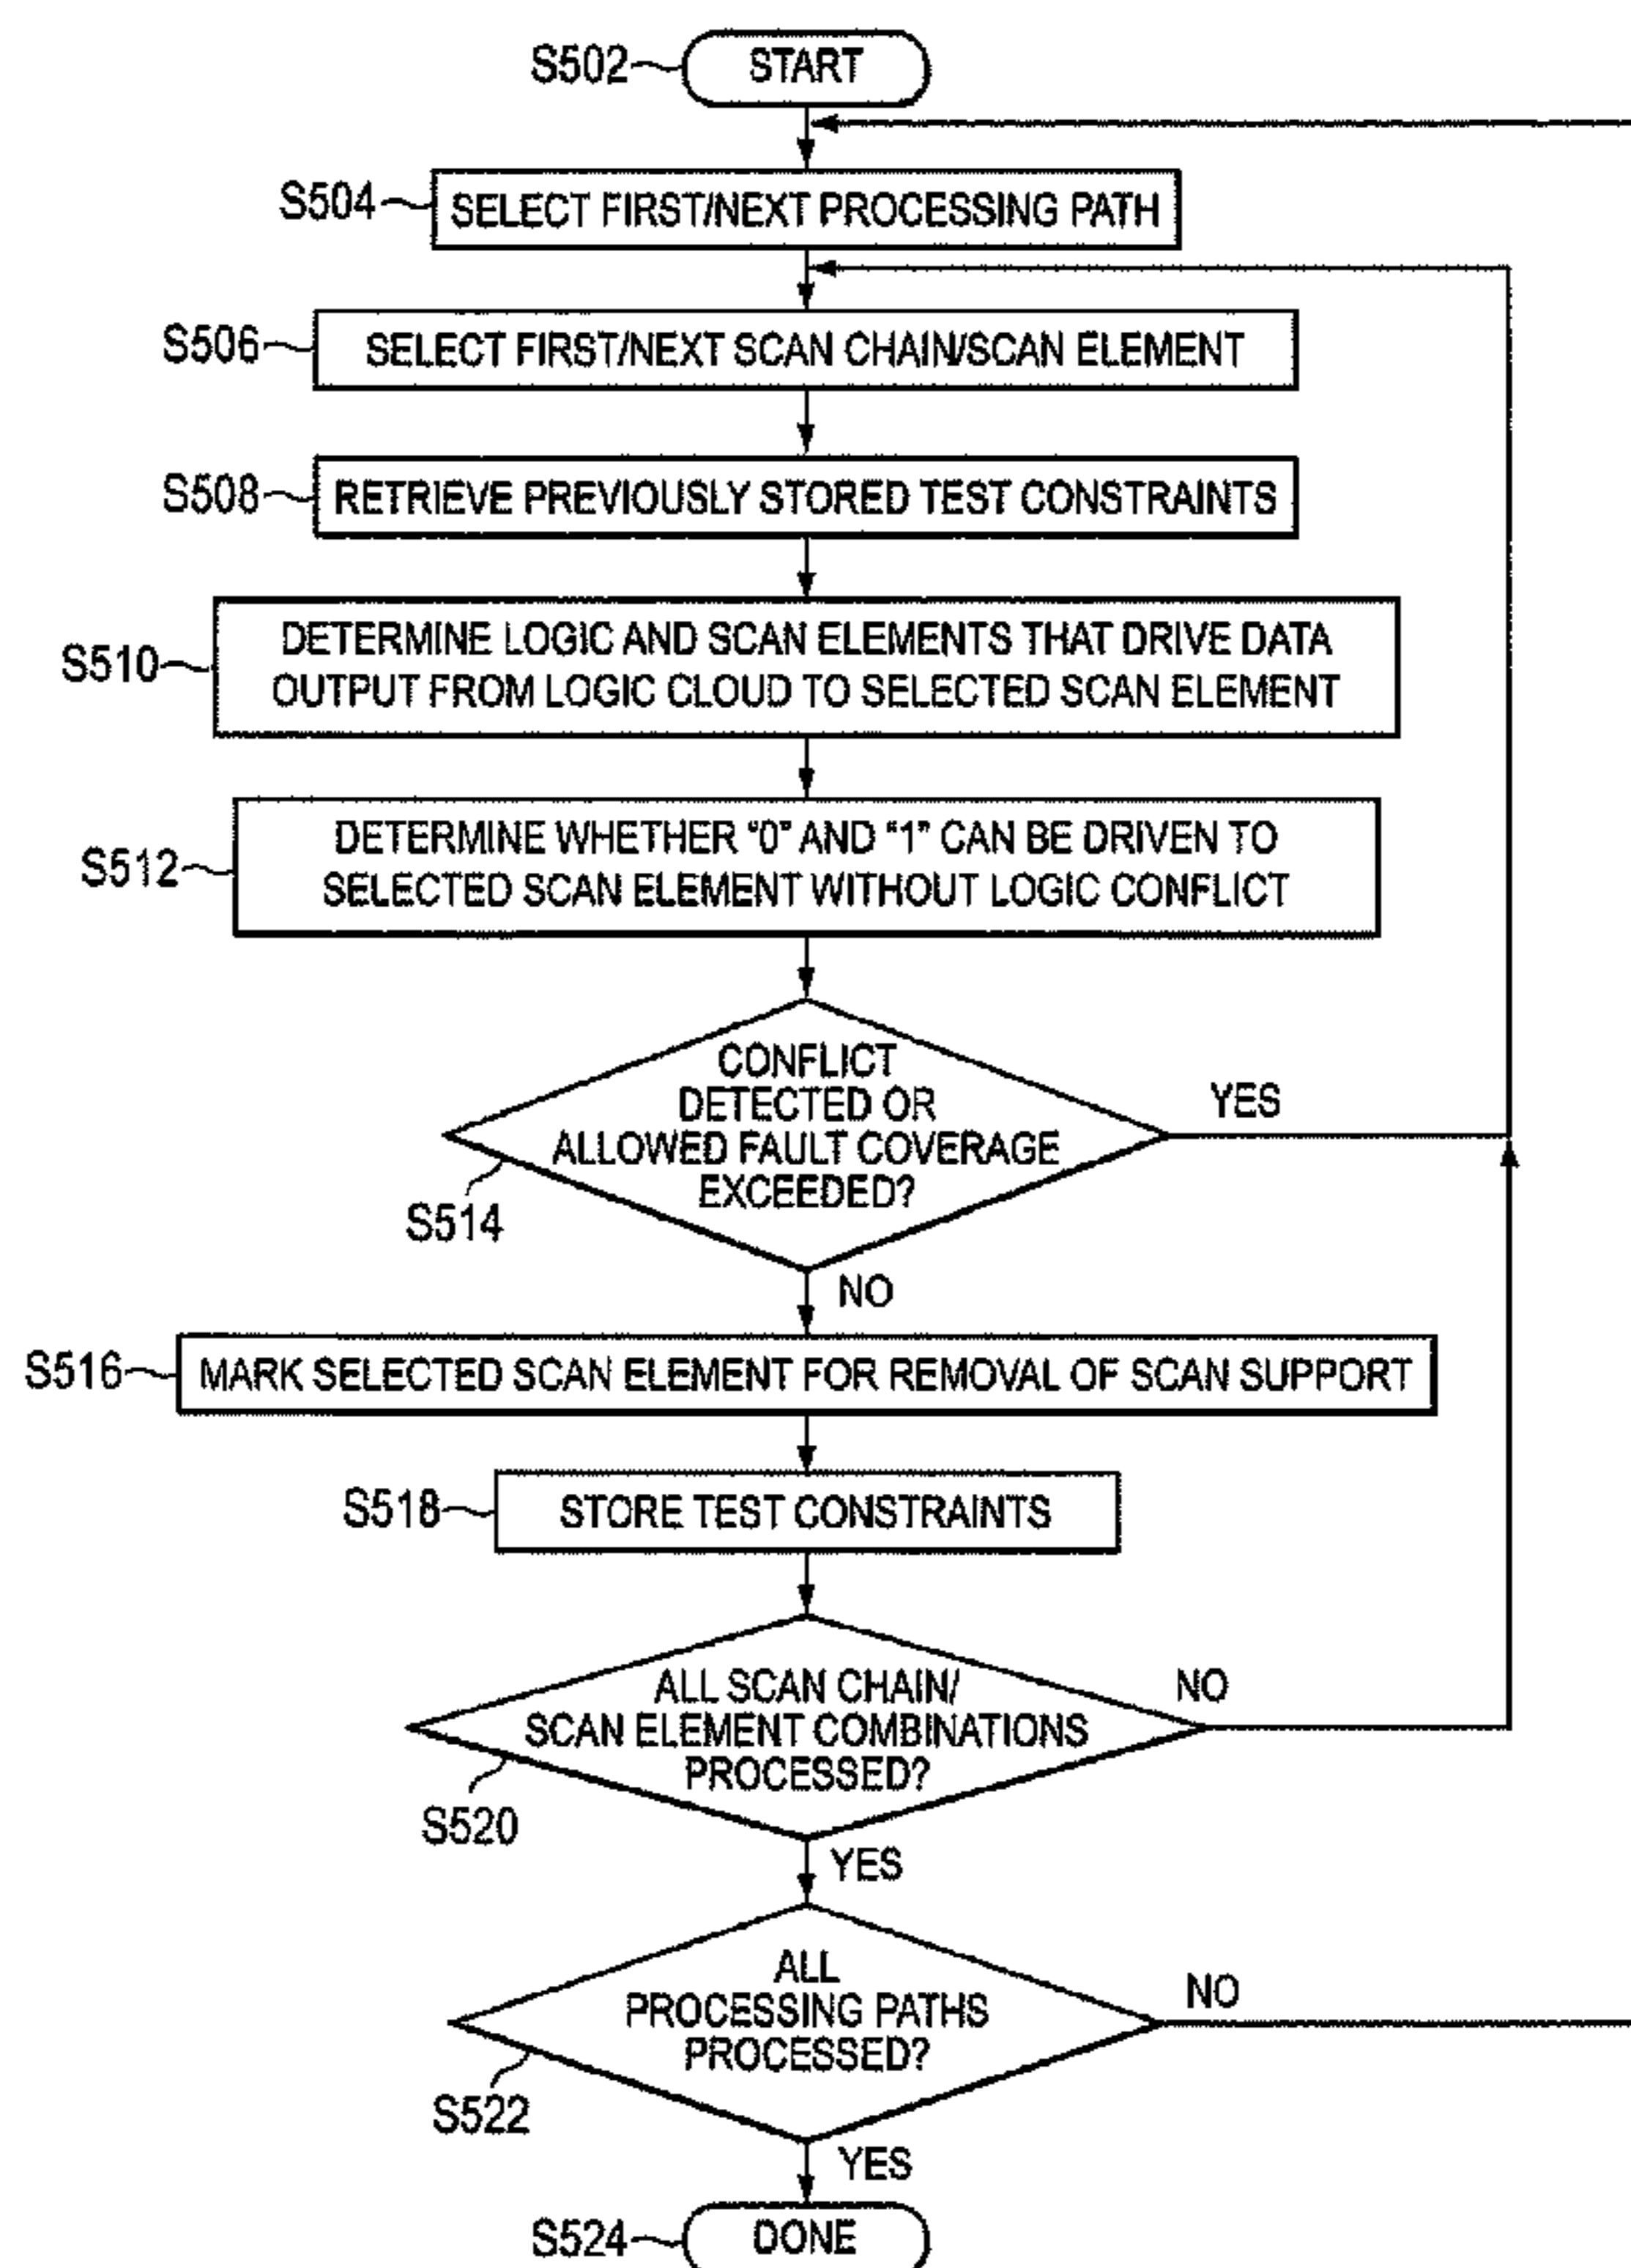 S502
START
S504
SELECT FIRST/NEXT PROCESSING PATH
S506
SELECT FIRST/NEXT SCAN CHAIN/SCAN ELEMENT
S508
RETRIEVE PREVIOUSLY STORED TEST CONSTRAINTS
S510
DETERMINE LOGIC AND SCAN ELEMENTS THAT DRIVE DATA
OUTPUT FROM LOGIC CLOUD TO SELECTED SCAN ELEMENT
S512
DETERMINE WHETHER “0” AND “1” CAN BE DRIVEN TO
SELECTED SCAN ELEMENT WITHOUT LOGIC CONFLICT
CONFLICT
DETECTED OR
ALLOWED FAULT COVERAGE
EXCEEDED?
YES
S514
NO
S516
MARK SELECTED SCAN ELEMENT FOR REMOVAL OF SCAN SUPPORT
S518
STORE TEST CONSTRAINTS
ALL SCAN CHAIN/
SCAN ELEMENT COMBINATIONS
PROCESSED?
NO
S520
YES
ALL
PROCESSING PATHS
PROCESSED?
NO
S522
YES
S524
DONE